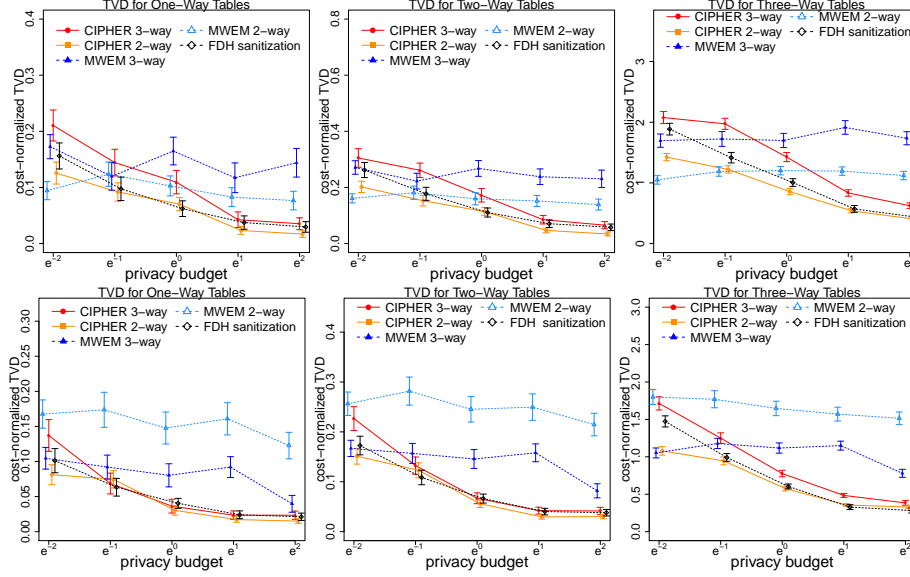 TVD for One−Way Tables
CIPHER 3−way
CIPHER 2−way
MWEM 3−way
MWEM 2−way
FDH sanitization
cost−normalized TVD
0.0
0.2
0.4
e−2
e−1
e0
e1
e2
privacy budget
TVD for Two−Way Tables
CIPHER 3−way
CIPHER 2−way
MWEM 3−way
MWEM 2−way
FDH sanitization
cost−normalized TVD
0.0
0.2
0.4
0.8
e−2
e−1
e0
e1
e2
privacy budget
TVD for Three−Way Tables
CIPHER 3−way
CIPHER 2−way
MWEM 3−way
MWEM 2−way
FDH sanitization
cost−normalized TVD
0
1
2
3
e−2
e−1
e0
e1
e2
privacy budget
TVD for One−Way Tables
CIPHER 3−way
CIPHER 2−way
MWEM 3−way
MWEM 2−way
FDH sanitization
cost−normalized TVD
0.00
0.05
0.10
0.15
0.20
0.30
e−2
e−1
e0
e1
e2
privacy budget
TVD for Two−Way Tables
CIPHER 3−way
CIPHER 2−way
MWEM 3−way
MWEM 2−way
FDH sanitization
cost−normalized TVD
0.0
0.1
0.2
0.3
0.4
e−2
e−1
e0
e1
e2
privacy budget
TVD for Three−Way Tables
CIPHER 3−way
CIPHER 2−way
MWEM 3−way
MWEM 2−way
FDH sanitization
cost−normalized TVD
0.0
0.5
1.0
1.5
2.0
3.0
e−2
e−1
e0
e1
e2
privacy budget